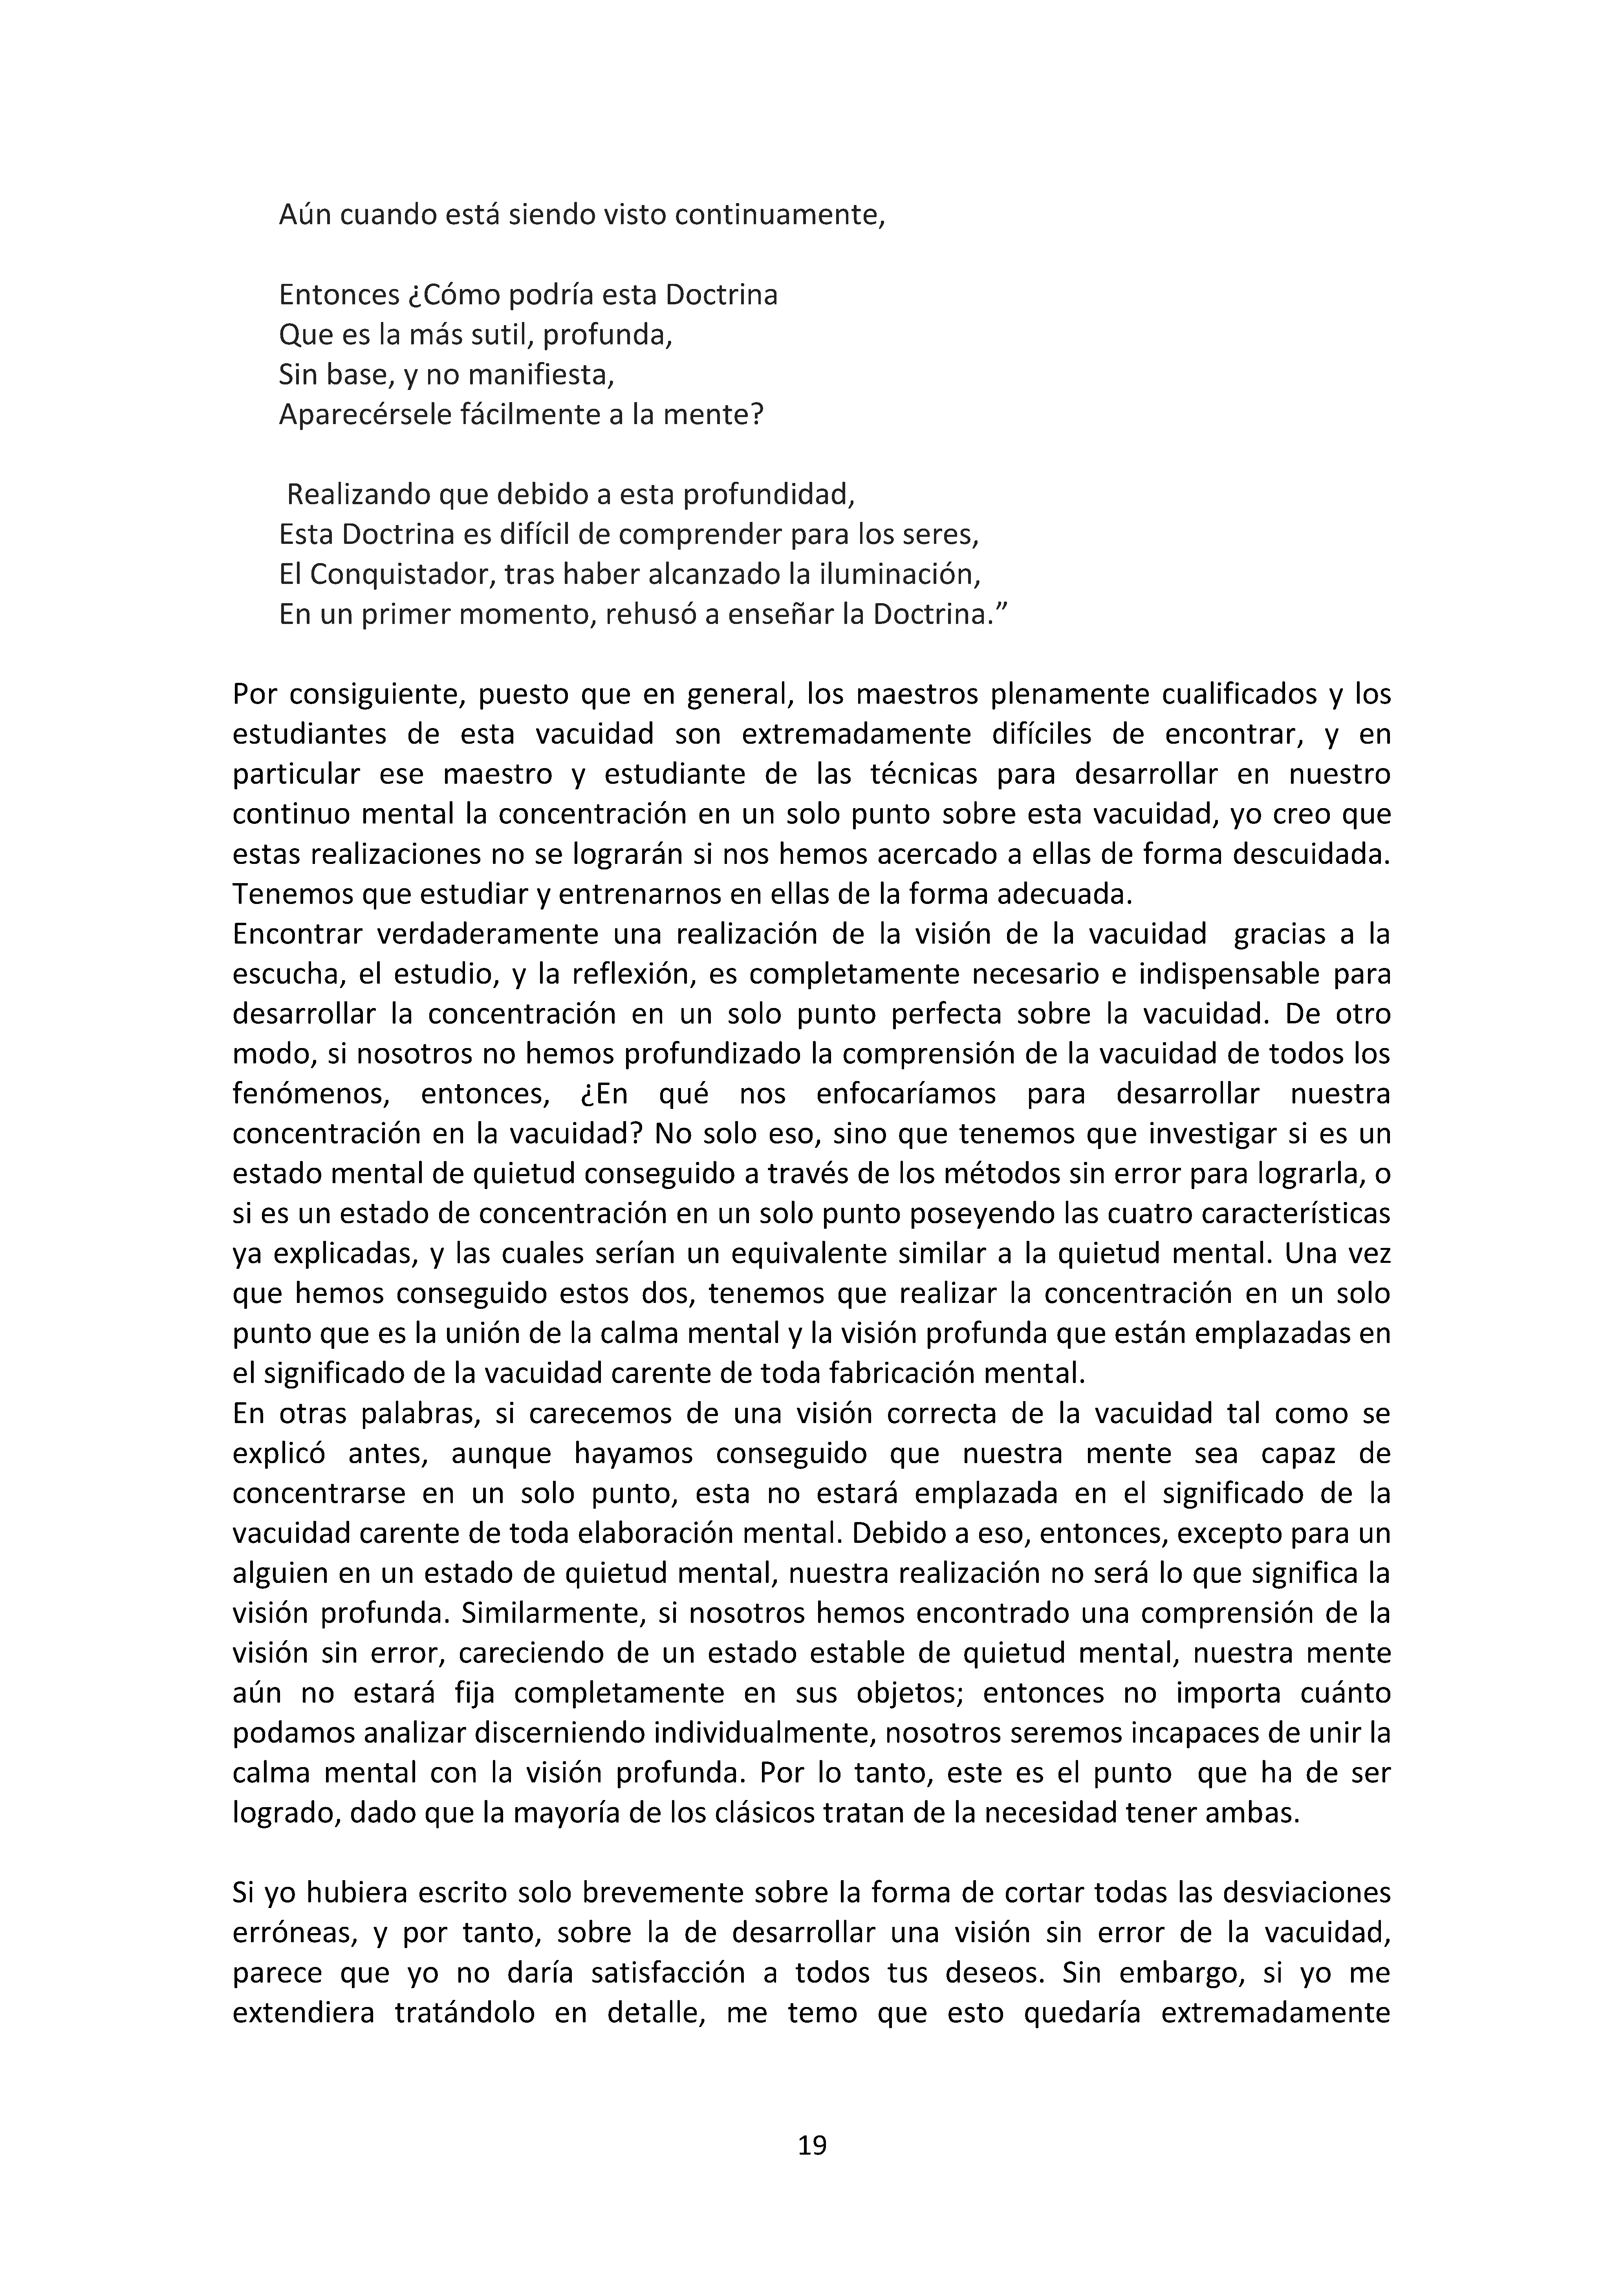 Aún cuando está siendo visto continuamente,
Entonces ¿Cómo podría esta Doctrina
Que es la más sutil, profunda,
Sin base, y no manifiesta,
Aparecérsele fácilmente a la mente?
Realizando que debido a esta profundidad,
Esta Doctrina es difícil de comprender para los seres,
El Conquistador, tras haber alcanzado la iluminación,
En un primer momento, rehusó a enseñar la Doctrina.”
Por consiguiente, puesto que en general, los maestros plenamente cualificados y los
estudiantes de esta vacuidad son extremadamente difíciles de encontrar, y en
particular ese maestro y estudiante de las técnicas para desarrollar en nuestro
continuo mental la concentración en un solo punto sobre esta vacuidad, yo creo que
estas realizaciones no se lograrán si nos hemos acercado a ellas de forma descuidada.
Tenemos que estudiar y entrenarnos en ellas de la forma adecuada.
Encontrar verdaderamente una realización de la visión de la vacuidad gracias a la
escucha, el estudio, y la reflexión, es completamente necesario e indispensable para
desarrollar la concentración en un solo punto perfecta sobre la vacuidad. De otro
modo, si nosotros no hemos profundizado la comprensión de la vacuidad de todos los
fenómenos, entonces, ¿En qué nos enfocaríamos para desarrollar nuestra
concentración en la vacuidad? No solo eso, sino que tenemos que investigar si es un
estado mental de quietud conseguido a través de los métodos sin error para lograrla, o
si es un estado de concentración en un solo punto poseyendo las cuatro características
ya explicadas, y las cuales serían un equivalente similar a la quietud mental. Una vez
que hemos conseguido estos dos, tenemos que realizar la concentración en un solo
punto que es la unión de la calma mental y la visión profunda que están emplazadas en
el significado de la vacuidad carente de toda fabricación mental.
En otras palabras, si carecemos de una visión correcta de la vacuidad tal como se
explicó antes, aunque hayamos conseguido que nuestra mente sea capaz de
concentrarse en un solo punto, esta no estará emplazada en el significado de la
vacuidad carente de toda elaboración mental. Debido a eso, entonces, excepto para un
alguien en un estado de quietud mental, nuestra realización no será lo que significa la
visión profunda. Similarmente, si nosotros hemos encontrado una comprensión de la
visión sin error, careciendo de un estado estable de quietud mental, nuestra mente
aún no estará fija completamente en sus objetos; entonces no importa cuánto
podamos analizar discerniendo individualmente, nosotros seremos incapaces de unir la
calma mental con la visión profunda. Por lo tanto, este es el punto que ha de ser
logrado, dado que la mayoría de los clásicos tratan de la necesidad tener ambas.
Si yo hubiera escrito solo brevemente sobre la forma de cortar todas las desviaciones
erróneas, y por tanto, sobre la de desarrollar una visión sin error de la vacuidad,
parece que yo no daría satisfacción a todos tus deseos. Sin embargo, si yo me
extendiera tratándolo en detalle, me temo que esto quedaría extremadamente
19